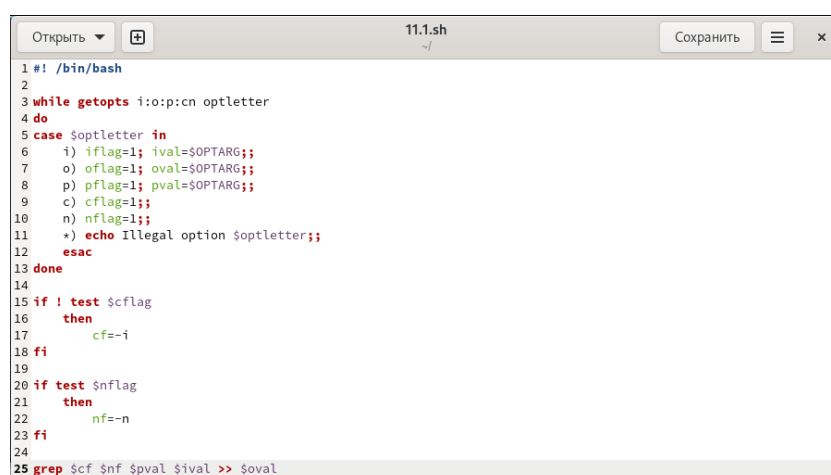 Открыть
11.1.sh
~/
Сохранить
1 #! /bin/bash
2
3 while getopts i:o:p:cn optletter
4 do
5 case $optletter in
6     i) iflag=1; ival=$OPTARG;;
7     o) oflag=1; oval=$OPTARG;;
8     p) pflag=1; pval=$OPTARG;;
9     c) cflag=1;;
10     n) nflag=1;;
11     *) echo Illegal option $optletter;;
12     esac
13 done
14
15 if ! test $cflag
16     then
17         cf=-i
18 fi
19
20 if test $nflag
21     then
22         nf=-n
23 fi
24
25 grep $cf $nf $pval $ival >> $oval